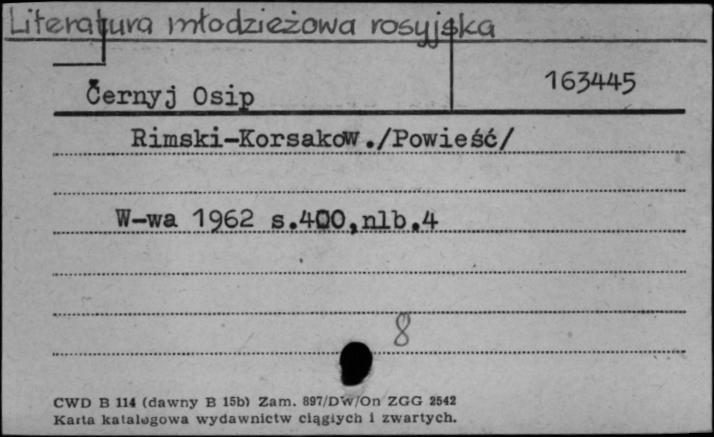 Literatura młodzieżowa rosyjska
163445
Černyj Osip
Rimski-Korsakow./Powieść/
W-wa 1962 s.400,nlb.4
8
CWD B 114 (dawny B 15b) Zam. 897/DW/On ZGG 2542
Karta katalogowa wydawnictw ciągłych i zwartych.